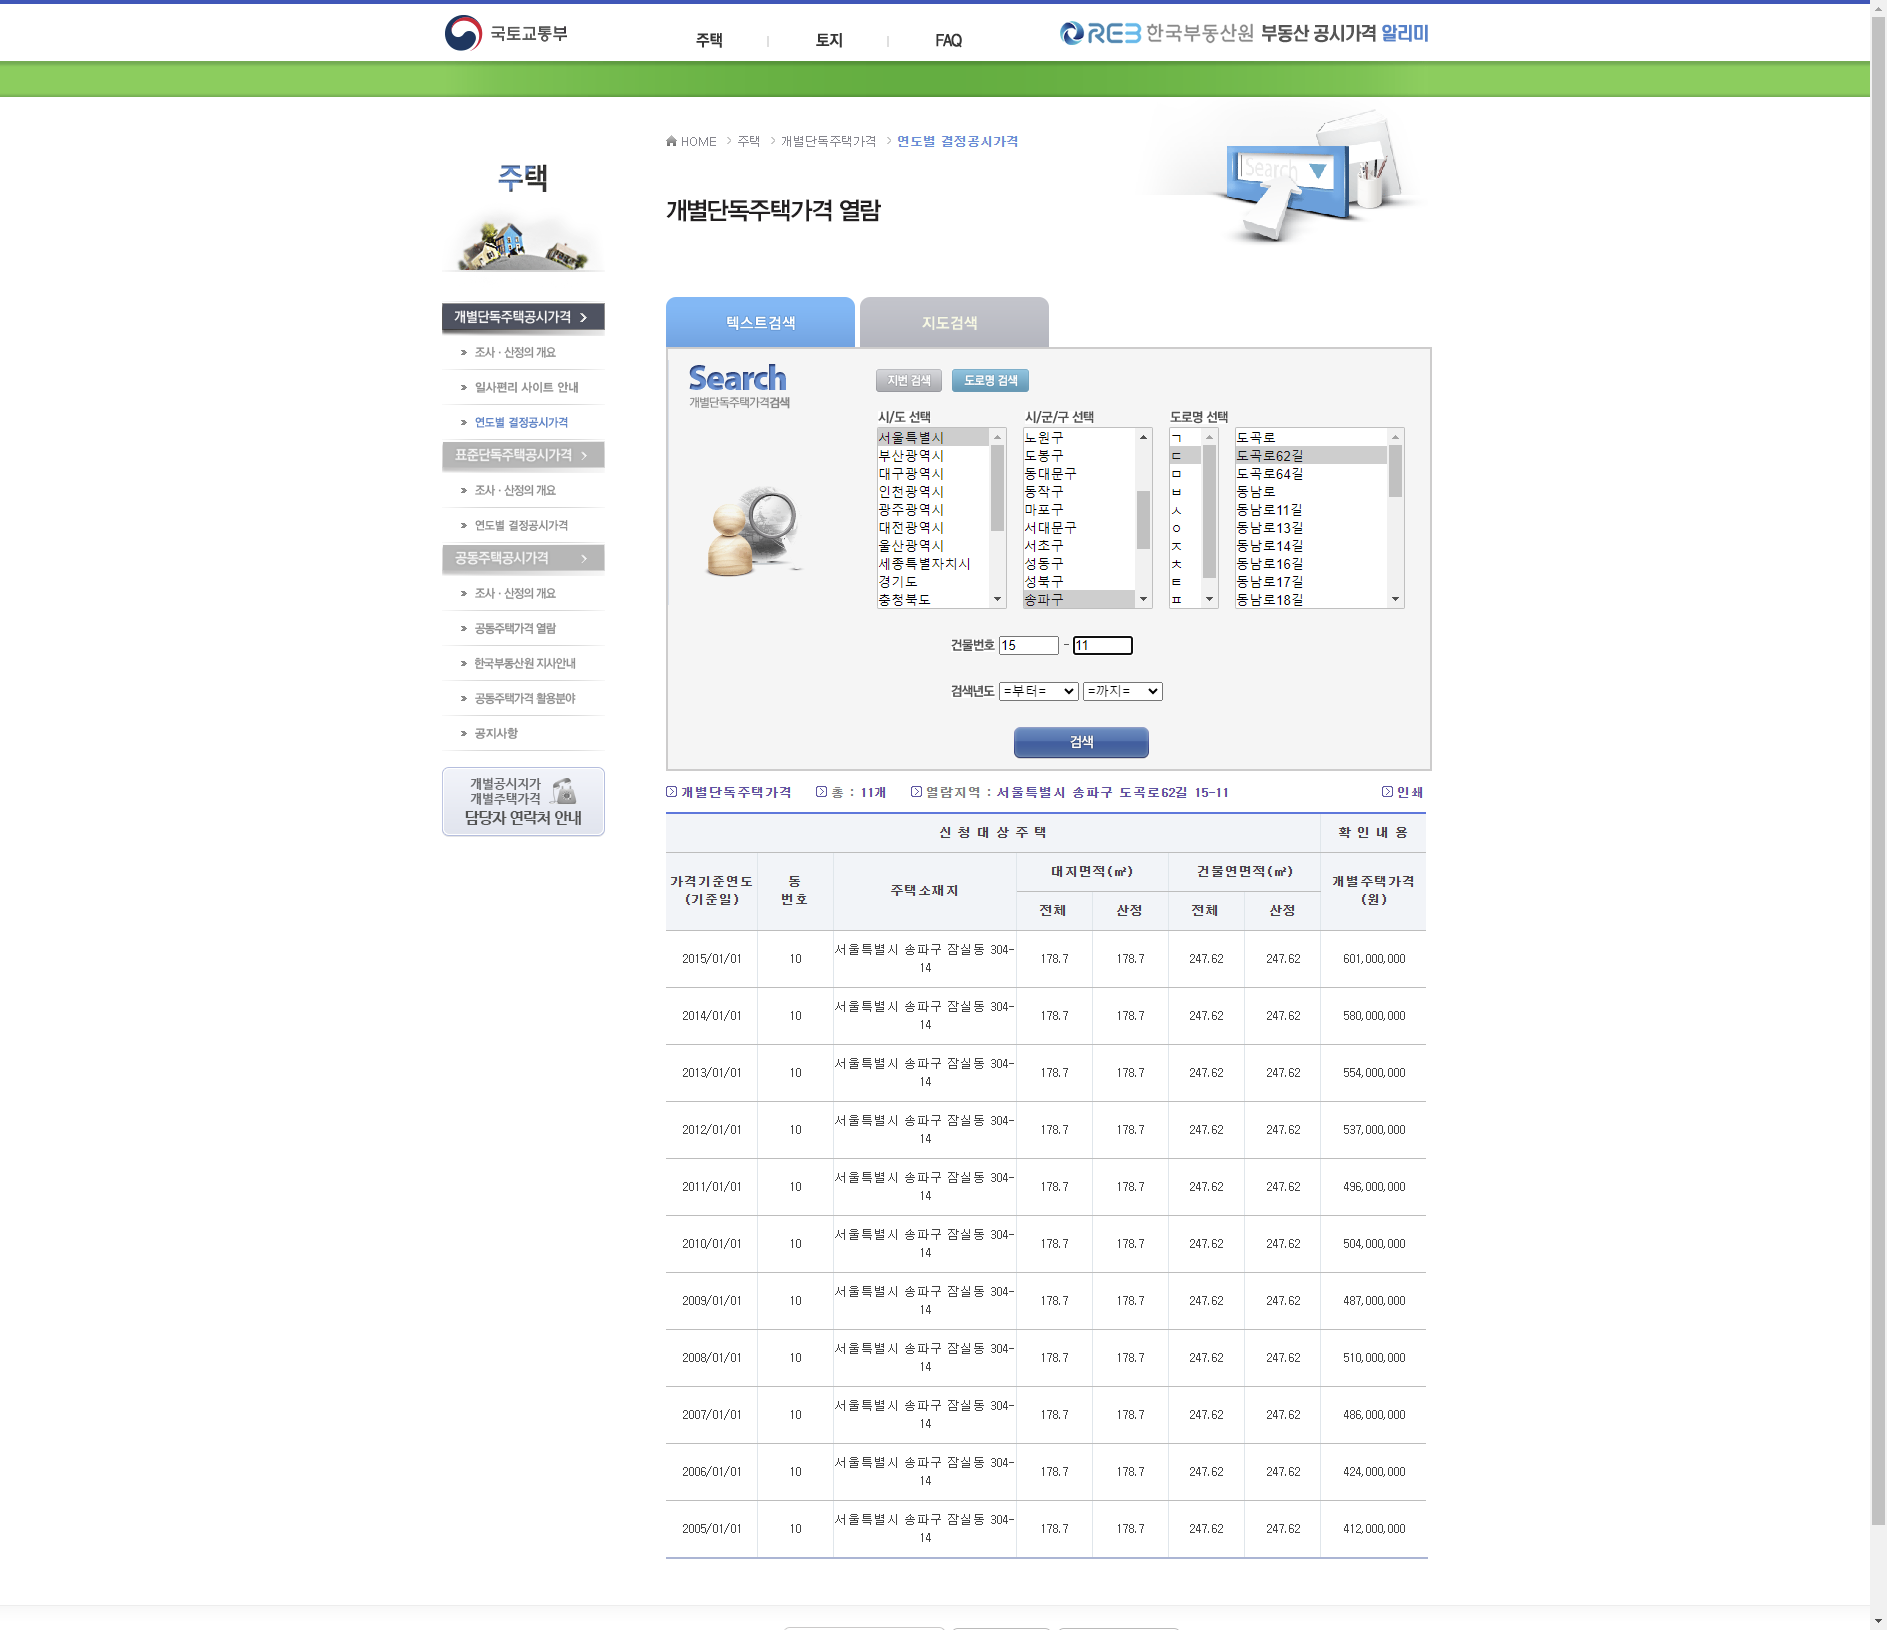 국토교통부
주택
토지
FAQ
REB 한국부동산원 부동산 공시가격 알리미
HOME > 주택 > 개별단독주택가격 > 연도별 결정공시가격
Search
주택
개별단독주택가격 열람
개별단독주택공시가격
조사 · 산정의 개요
일사편리 사이트 안내
연도별 결정공시가격
표준단독주택공시가격
조사 · 산정의 개요
연도별 결정공시가격
공동주택공시가격
조사 · 산정의 개요
공동주택가격 열람
한국부동산원 지사안내
공동주택가격 활용분야
공지사항
개별공시지가
개별주택가격
담당자 연락처 안내
텍스트검색
지도검색
Search
개별단독주택가격검색
지번 검색
도로명 검색
시/도 선택
서울특별시
부산광역시
대구광역시
인천광역시
광주광역시
대전광역시
울산광역시
세종특별자치시
경기도
충청북도
시/군/구 선택
노원구
도봉구
동대문구
동작구
마포구
서대문구
서초구
성동구
성북구
송파구
도로명 선택
ㄱ
ㄷ
ㅁ
ㅂ
ㅅ
ㅇ
ㅈ
ㅊ
ㅌ
ㅍ
도곡로
도곡로62길
도곡로64길
동남로
동남로11길
동남로13길
동남로14길
동남로16길
동남로17길
동남로18길
건물번호 15 - 11
검색년도 =부터= =까지=
검색
개별단독주택가격 총 : 11개 열람지역 : 서울특별시 송파구 도곡로62길 15-11 인쇄
신 청 대 상 주 택 확 인 내 용
가격기준연도
(기준일)
동
번호
주택소재지
대지면적(㎡)
전체 산정
건물연면적(㎡)
전체 산정
개별주택가격
(원)
2015/01/01 10 서울특별시 송파구 잠실동 304-
14 178.7 178.7 247.62 247.62 601,000,000
2014/01/01 10 서울특별시 송파구 잠실동 304-
14 178.7 178.7 247.62 247.62 580,000,000
2013/01/01 10 서울특별시 송파구 잠실동 304-
14 178.7 178.7 247.62 247.62 554,000,000
2012/01/01 10 서울특별시 송파구 잠실동 304-
14 178.7 178.7 247.62 247.62 537,000,000
2011/01/01 10 서울특별시 송파구 잠실동 304-
14 178.7 178.7 247.62 247.62 496,000,000
2010/01/01 10 서울특별시 송파구 잠실동 304-
14 178.7 178.7 247.62 247.62 504,000,000
2009/01/01 10 서울특별시 송파구 잠실동 304-
14 178.7 178.7 247.62 247.62 487,000,000
2008/01/01 10 서울특별시 송파구 잠실동 304-
14 178.7 178.7 247.62 247.62 510,000,000
2007/01/01 10 서울특별시 송파구 잠실동 304-
14 178.7 178.7 247.62 247.62 486,000,000
2006/01/01 10 서울특별시 송파구 잠실동 304-
14 178.7 178.7 247.62 247.62 424,000,000
2005/01/01 10 서울특별시 송파구 잠실동 304-
14 178.7 178.7 247.62 247.62 412,000,000